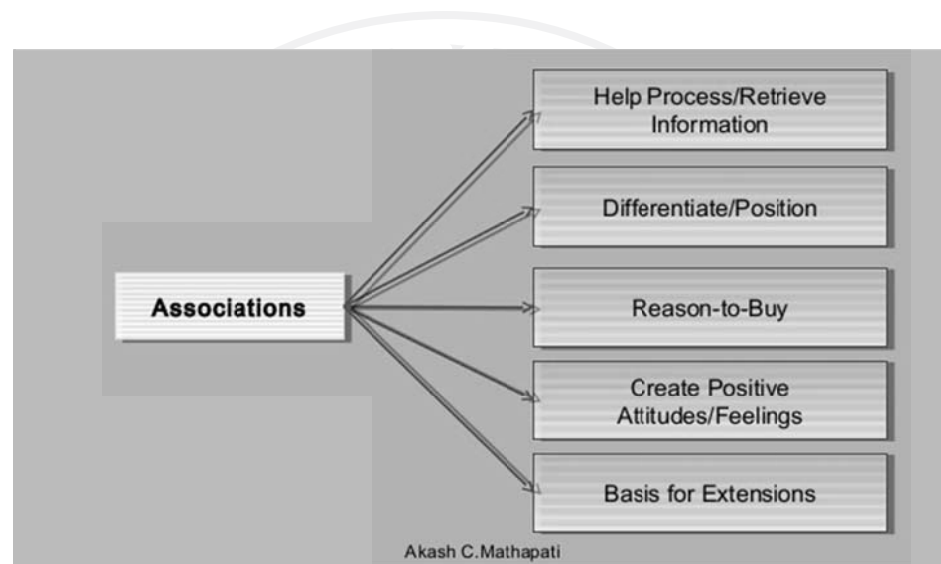 Help Process/Retrieve
Information
Differentiate/Position
Associations
Reason-to-Buy
Create Positive
Attitudes/Feelings
Basis for Extensions
Akash C.Mathapati